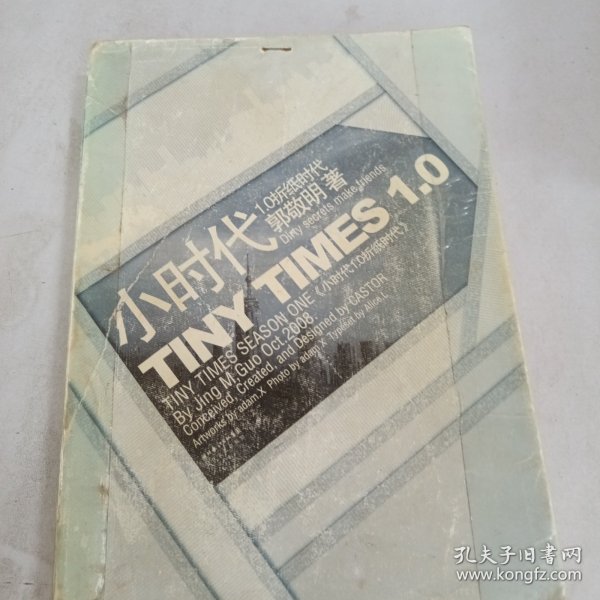 小时代
1.0折纸时代
郭敬明 著
Dirty secrets make friends
TINY TIMES 1.0
TINY TIMES SEASON ONE《小时代1.0折纸时代》
By Jing M.Guo Oct.2008.
Conceived, Created, and Designed by CASTOR
Artworks by adam.X Photo by adam.X Typeset by Alice.L
孔夫子旧书网
www.kongfz.com